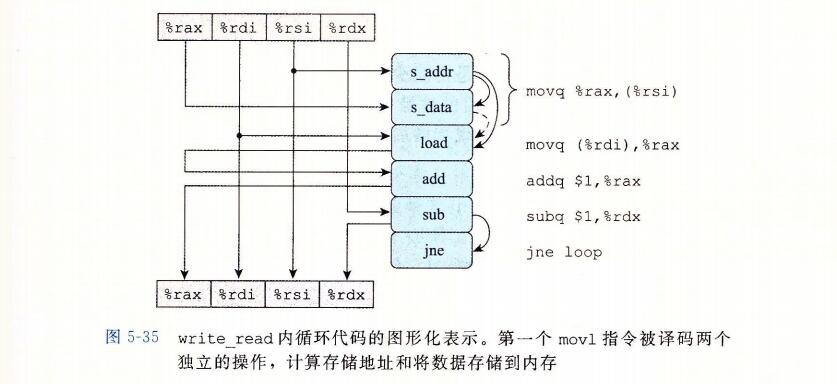 %rax %rdi %rsi %rdx
s_addr
s_data
movq %rax,(%rsi)
load
movq (%rdi),%rax
add
addq $1,%rax
sub
subq $1,%rdx
jne
jne loop
%rax %rdi %rsi %rdx
图 5-35 write_read 内循环代码的图形化表示。第一个 movl 指令被译码两个
独立的操作，计算存储地址和将数据存储到内存